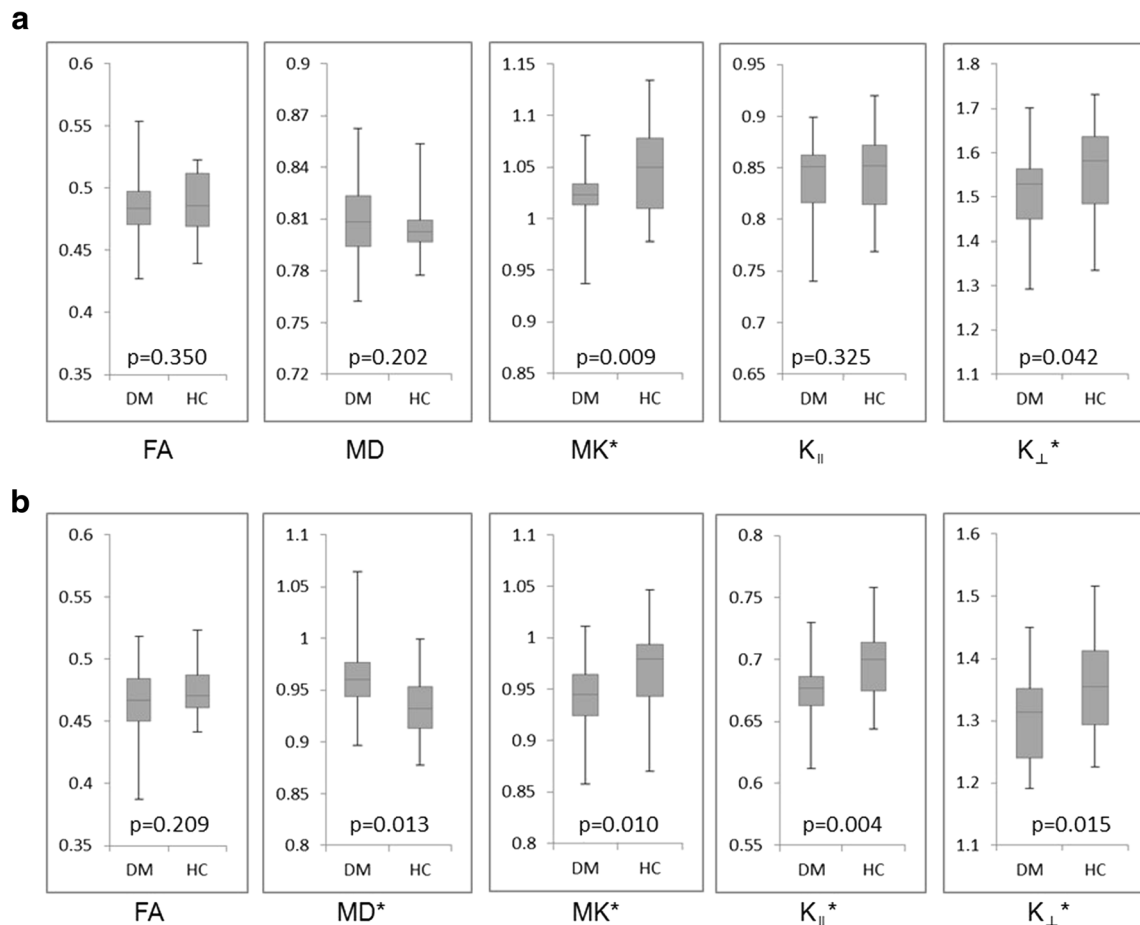 a
0.6
0.55
0.5
0.45
0.4
0.35
p=0.350
DM HC
FA
0.9
0.87
0.84
0.81
0.78
0.75
0.72
p=0.202
DM HC
MD
1.15
1.1
1.05
1
0.95
0.9
0.85
p=0.009
DM HC
MK*
0.95
0.9
0.85
0.8
0.75
0.7
0.65
p=0.325
DM HC
K∥
1.8
1.7
1.6
1.5
1.4
1.3
1.2
1.1
p=0.042
DM HC
K⊥*
b
0.6
0.55
0.5
0.45
0.4
0.35
p=0.209
DM HC
FA
1.1
1.05
1
0.95
0.9
0.85
0.8
p=0.013
DM HC
MD*
1.1
1.1
1
0.95
0.9
0.85
0.8
p=0.010
DM HC
MK*
0.8
0.75
0.7
0.65
0.6
0.55
p=0.004
DM HC
K∥*
1.6
1.5
1.4
1.3
1.2
1.1
p=0.015
DM HC
K⊥*